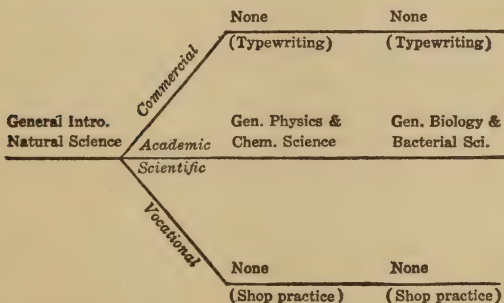 None
None
(Typewriting)
(Typewriting)
Commercial
General Intro.
Natural Science
Academic
Scientific
Gen. Physics &
Chem. Science
Gen. Biology &
Bacterial Sci.
Vocational
None
None
(Shop practice)
(Shop practice)